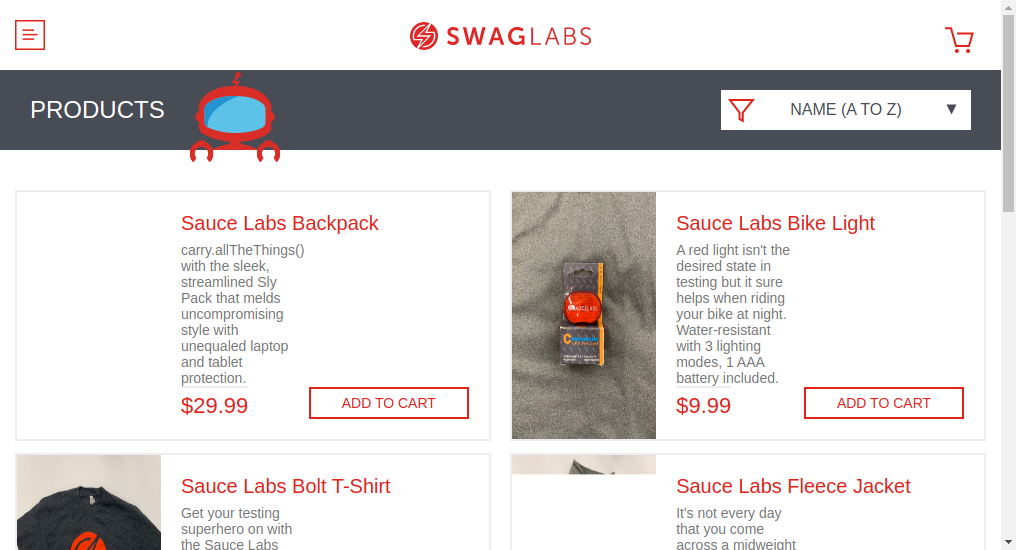 SWAGLABS
PRODUCTS
NAME (A TO Z)
Sauce Labs Backpack
carry.allTheThings()
with the sleek,
streamlined Sly
Pack that melds
uncompromising
style with
unequaled laptop
and tablet
protection.
$29.99
ADD TO CART
Sauce Labs Bike Light
A red light isn't the
desired state in
testing but it sure
helps when riding
your bike at night.
Water-resistant
with 3 lighting
modes, 1 AAA
battery included.
$9.99
ADD TO CART
Sauce Labs Bolt T-Shirt
Get your testing
superhero on with
the Sauce Labs
Sauce Labs Fleece Jacket
It's not every day
that you come
across a midweight